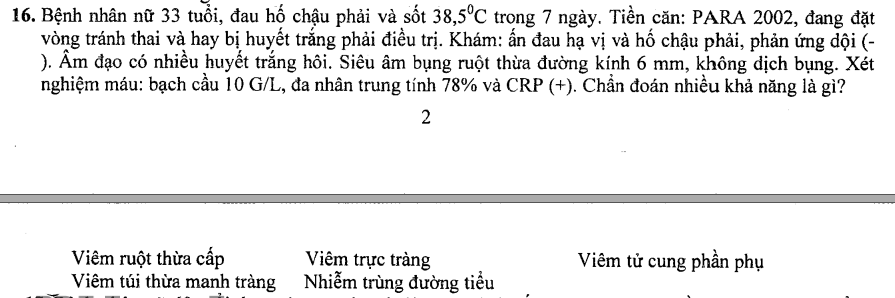 16. Bệnh nhân nữ 33 tuổi, đau hố chậu phải và sốt 38,5⁰C trong 7 ngày. Tiền căn: PARA 2002, đang đặt
vòng tránh thai và hay bị huyết trắng phải điều trị. Khám: ấn đau hạ vị và hố chậu phải, phản ứng dội (-
). Âm đạo có nhiều huyết trắng hôi. Siêu âm bụng ruột thừa đường kính 6 mm, không dịch bụng. Xét
nghiệm máu: bạch cầu 10 G/L, đa nhân trung tính 78% và CRP (+). Chẩn đoán nhiều khả năng là gì?
2
Viêm ruột thừa cấp Viêm trực tràng Viêm tử cung phần phụ
Viêm túi thừa manh tràng Nhiễm trùng đường tiểu